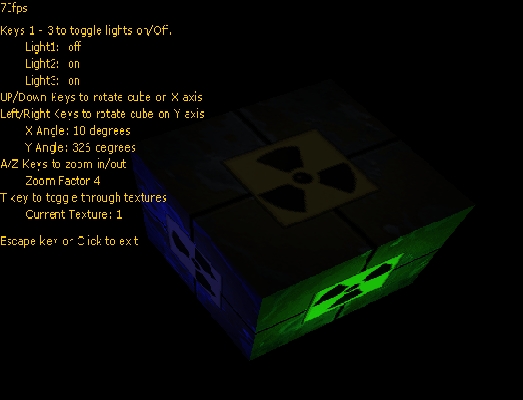 73fps
Keys 1 - 3 to toggle lights on/Off.
Light1: off
Light2: on
Light3: on
UP/Down Keys to rotate cube on X axis
Left/Right Keys to rotate cube on Y axis
X Angle: 10 degrees
Y Angle: 326 degrees
A/Z Keys to zoom in/out
Zoom Factor 4
T key to toggle through textures
Current Texture: 1
Escape key or Click to exit